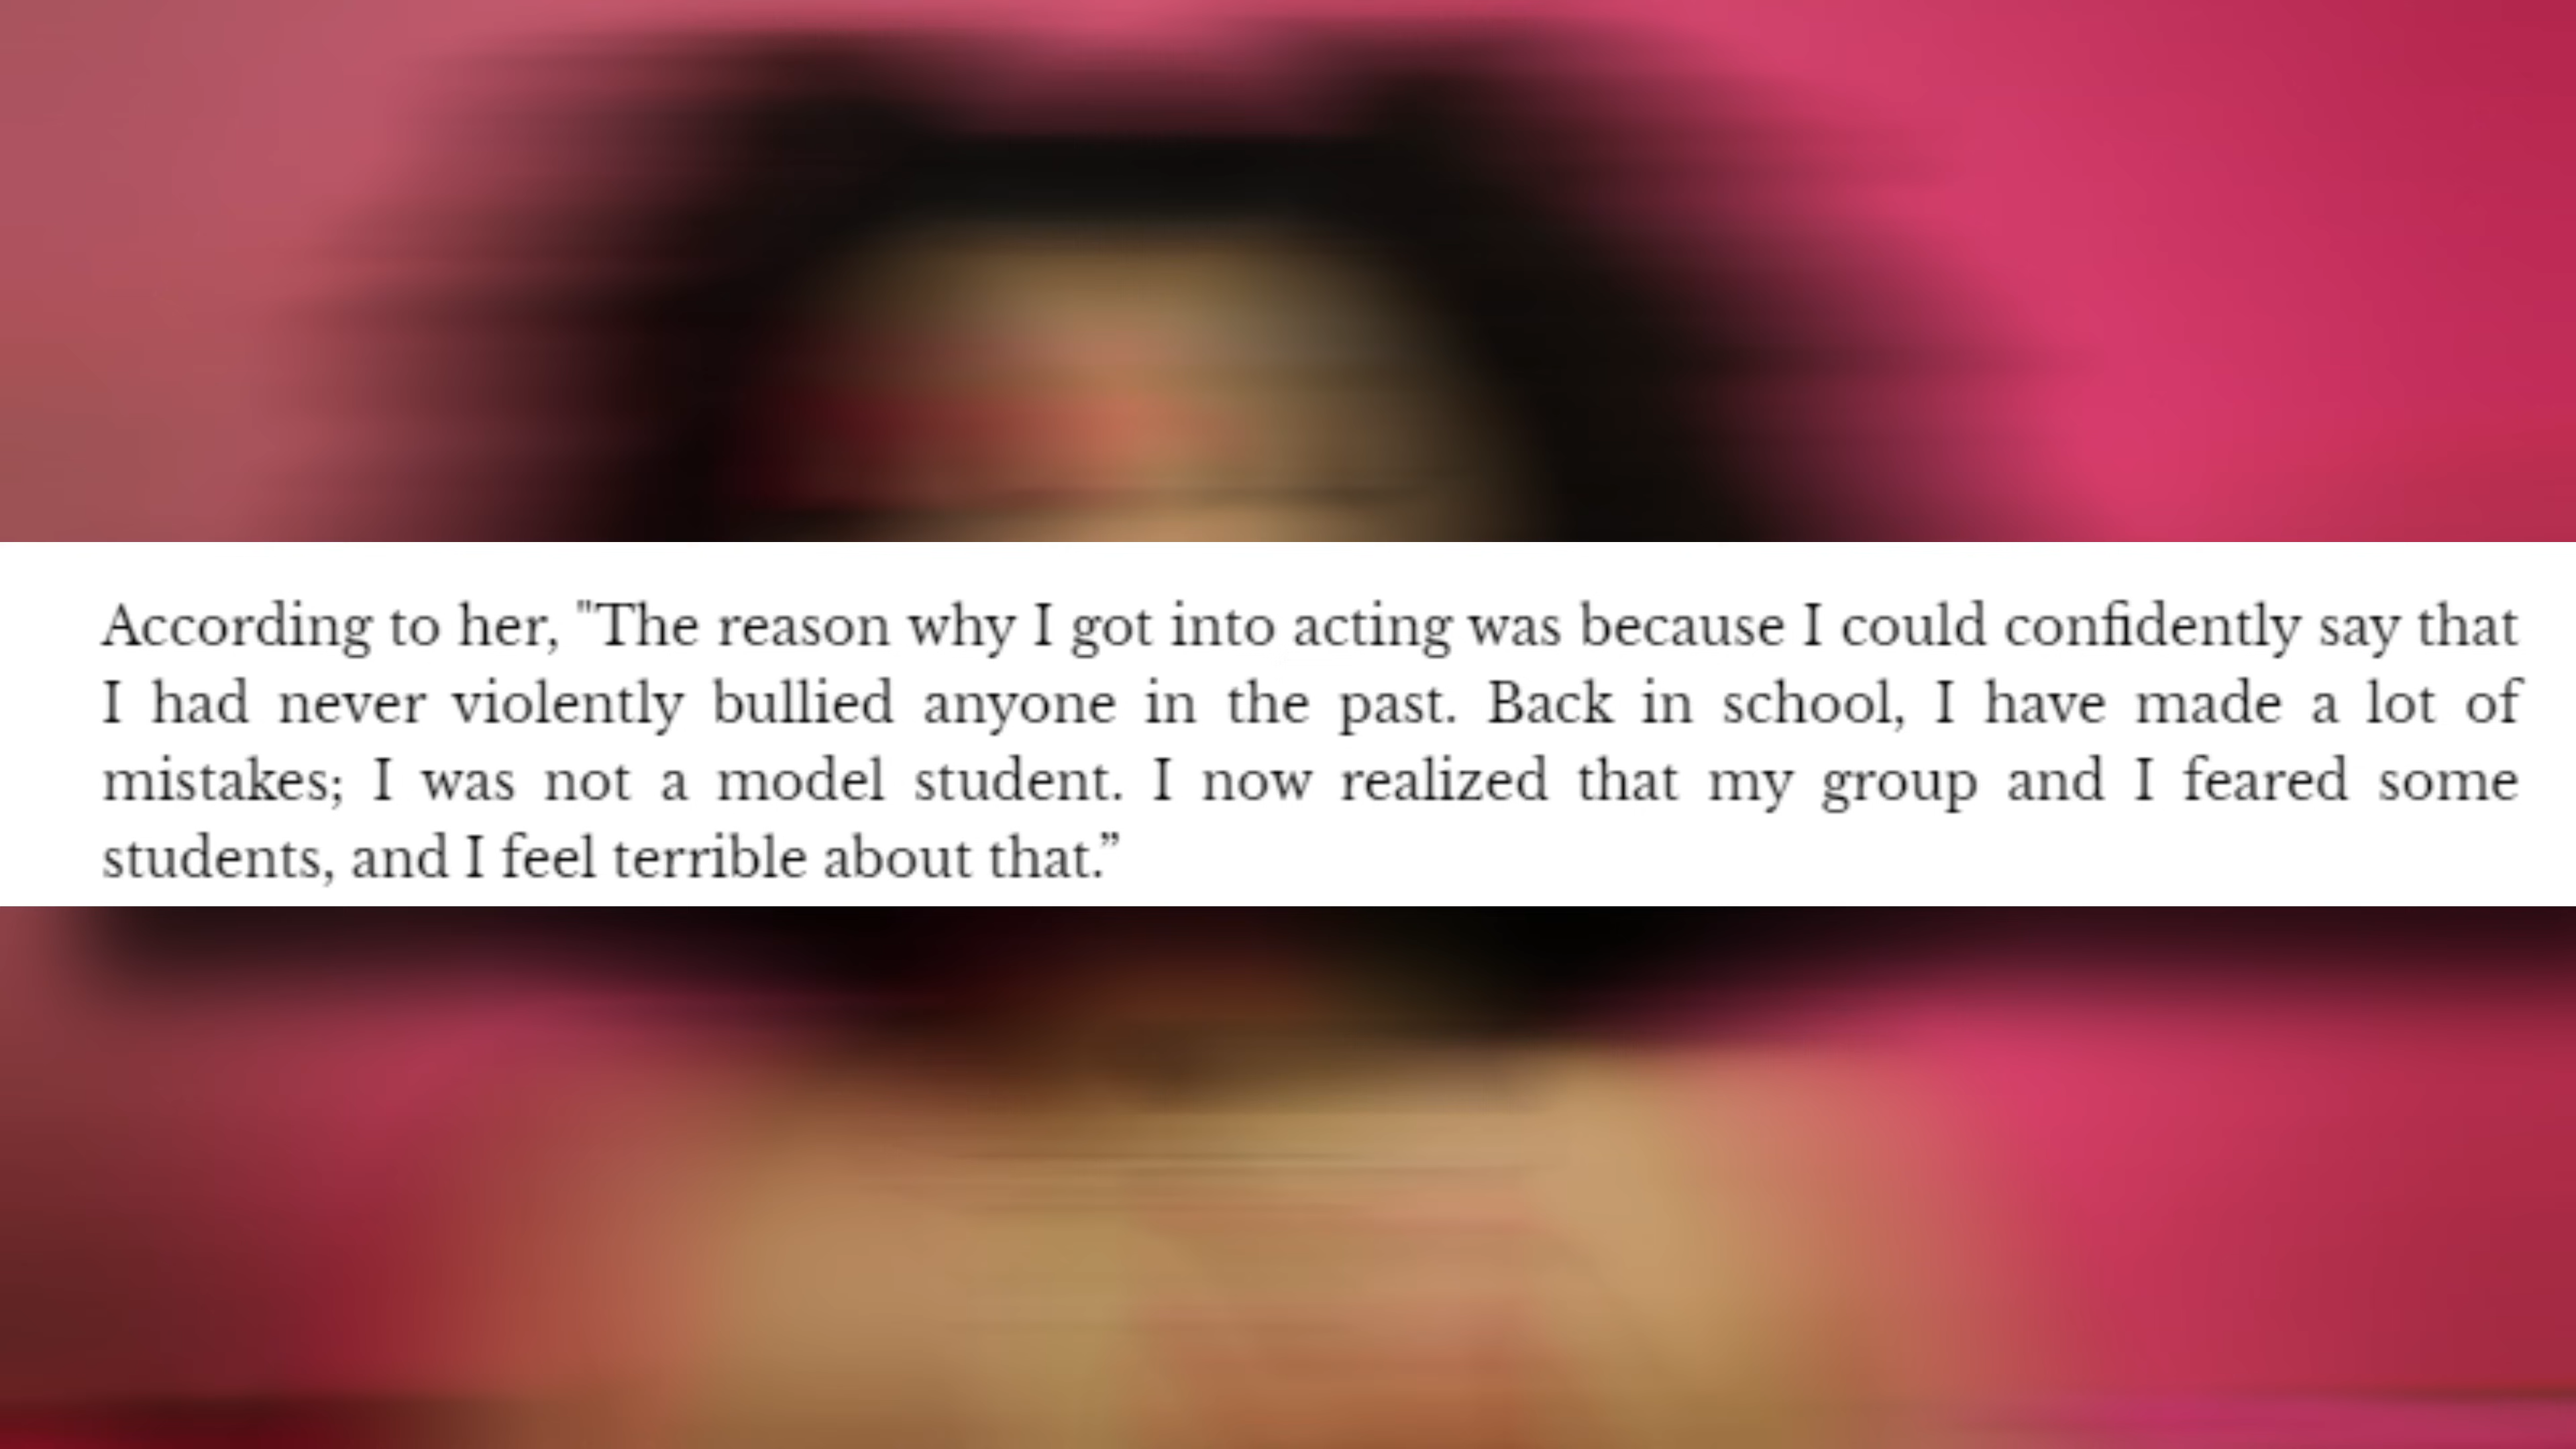 According to her, "The reason why I got into acting was because I could confidently say that
I had never violently bullied anyone in the past. Back in school, I have made a lot of
mistakes; I was not a model student. I now realized that my group and I feared some
students, and I feel terrible about that.”